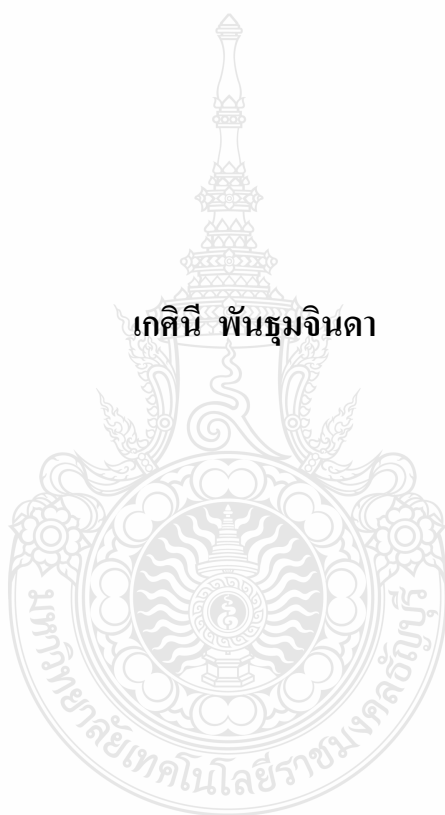 เกศินี พันธุมจินดา
มหาวิทยาลัยเทคโนโลยีราชมงคลธัญบุรี